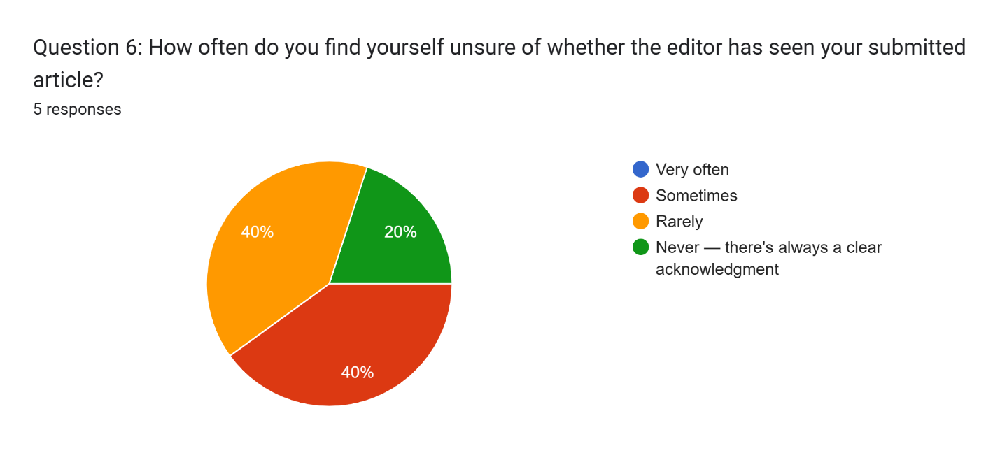 Question 6: How often do you find yourself unsure of whether the editor has seen your submitted
article?
5 responses
40%
20%
40%
Very often
Sometimes
Rarely
Never — there's always a clear
acknowledgment